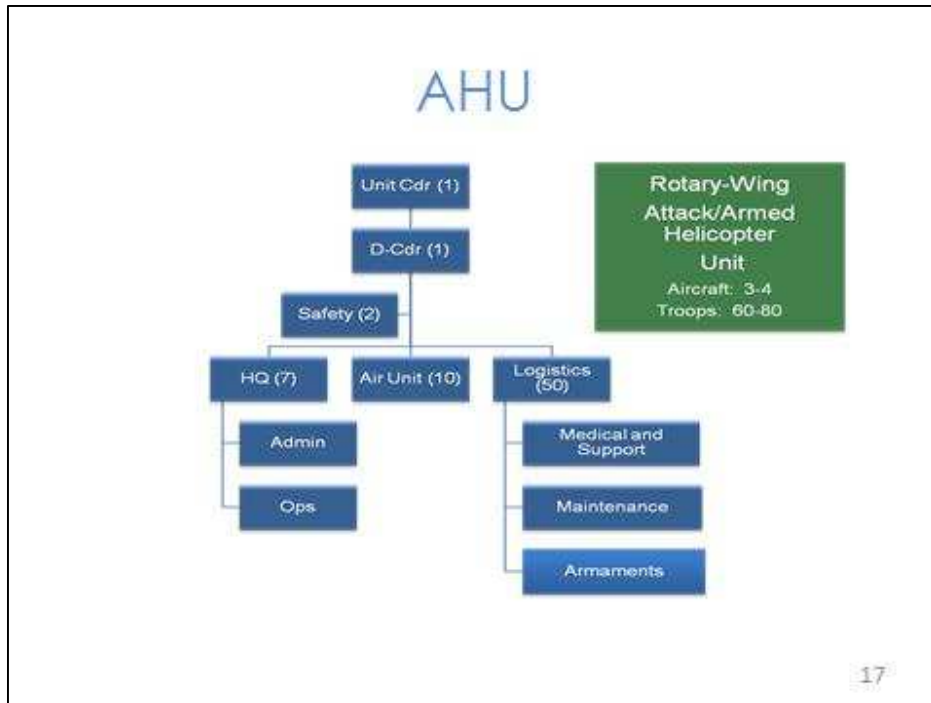 AHU
Unit Cdr (1)
D-Cdr (1)
Safety (2)
HQ (7)
Air Unit (10)
Logistics
(50)
Admin
Ops
Medical and
Support
Maintenance
Armaments
Rotary-Wing
Attack/Armed
Helicopter
Unit
Aircraft: 3-4
Troops: 60-80
17